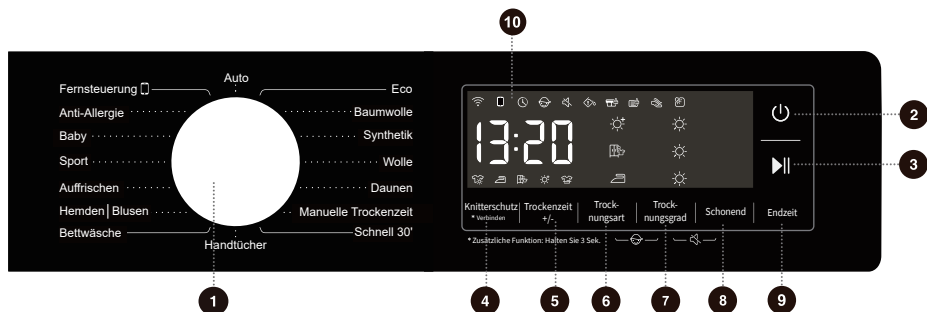 10
Auto
Fernsteuerung
Anti-Allergie
Baby
Sport
Auffrischen
Hemden | Blusen
Bettwäsche
Handtücher
Eco
Baumwolle
Synthetik
Wolle
Daunen
Manuelle Trockenzeit
Schnell 30'
13:20
2
3
Knitterschutz
* Verbinden
Trockenzeit
+/-
Trock-
nungsart
Trock-
nungsgrad
Schonend
Endzeit
* Zusätzliche Funktion: Halten Sie 3 Sek.
1
4
5
6
7
8
9